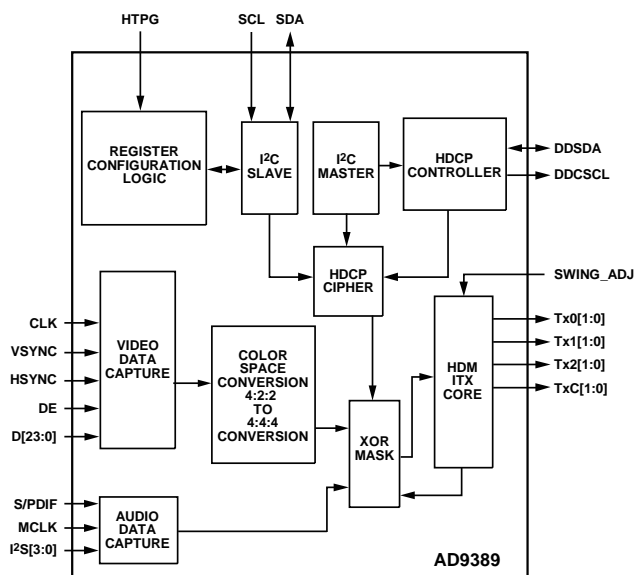 HTPG
SCL
SDA
REGISTER
CONFIGURATION
LOGIC
I²C
SLAVE
I²C
MASTER
HDCP
CONTROLLER
DDSDA
DDCSCL
HDCP
CIPHER
SWING_ADJ
CLK
VSYNC
HSYNC
DE
D[23:0]
VIDEO
DATA
CAPTURE
COLOR
SPACE
CONVERSION
4:2:2
TO
4:4:4
CONVERSION
XOR
MASK
HDM
ITX
CORE
Tx0[1:0]
Tx1[1:0]
Tx2[1:0]
TxC[1:0]
S/PDIF
MCLK
I²S[3:0]
AUDIO
DATA
CAPTURE
AD9389